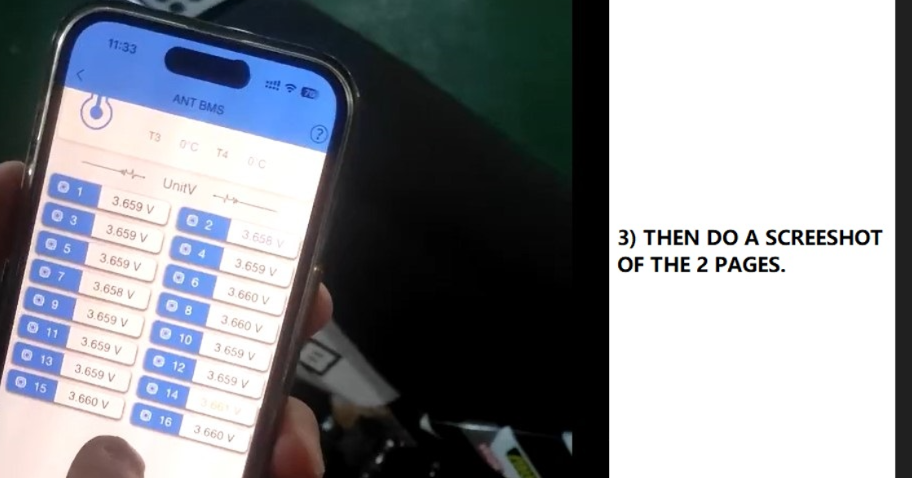 11:33
ANT BMS
?
T3 0°C T4 0°C
UnitV
1 3.659 V
2 3.658 V
3 3.659 V
4 3.659 V
5 3.659 V
6 3.660 V
7 3.658 V
8 3.660 V
9 3.659 V
10 3.659 V
11 3.659 V
12 3.659 V
13 3.659 V
14
15 3.660 V
16 3.660 V
3) THEN DO A SCREESHOT
OF THE 2 PAGES.